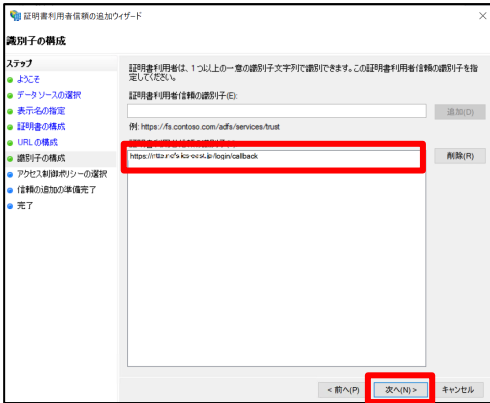 証明書利用者信頼の追加ウィザード
識別子の構成
ステップ
ようこそ
データソースの選択
表示名の指定
証明書の構成
URL の構成
識別子の構成
アクセス制御ポリシーの選択
信頼の追加の準備完了
完了
証明書利用者は、1 つ以上の一意の識別子文字列で識別できます。この証明書利用者信頼の識別子を指
定してください。
証明書利用者信頼の識別子(E):
追加(D)
例: https://fs.contoso.com/adfs/services/trust
/login/callback
削除(R)
< 前へ(P)
次へ(N) >
キャンセル